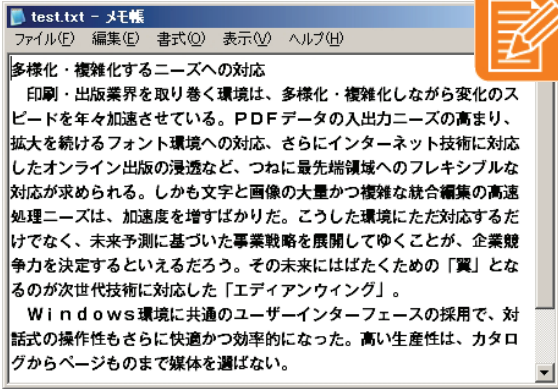 test.txt - メモ帳
ファイル(F) 編集(E) 書式(O) 表示(V) ヘルプ(H)
多様化・複雑化するニーズへの対応
　印刷・出版業界を取り巻く環境は、多様化・複雑化しながら変化のス
ピードを年々加速させている。ＰＤＦデータの入出力ニーズの高まり、
拡大を続けるフォント環境への対応、さらにインターネット技術に対応
したオンライン出版の浸透など、つねに最先端領域へのフレキシブルな
対応が求められる。しかも文字と画像の大量かつ複雑な統合編集の高速
処理ニーズは、加速度を増すばかりだ。こうした環境にただ対応するだ
けでなく、未来予測に基づいた事業戦略を展開してゆくことが、企業競
争力を決定するといえるだろう。その未来にはばたくための「翼」とな
るのが次世代技術に対応した「エディアンウィング」。
　Ｗｉｎｄｏｗｓ環境に共通のユーザーインターフェースの採用で、対
話式の操作性もさらに快適かつ効率的になった。高い生産性は、カタロ
グからページものまで媒体を選ばない。